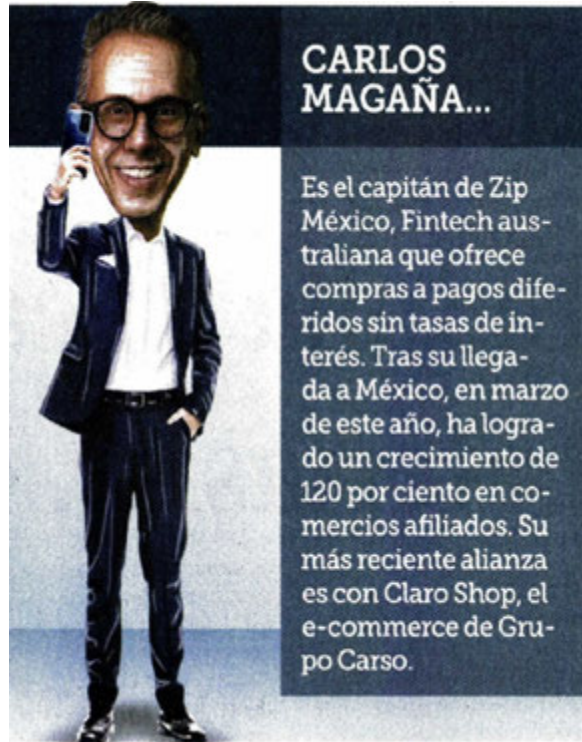 CARLOS
MAGAÑA...
Es el capitán de Zip
México, Fintech aus-
traliana que ofrece
compras a pagos dife-
ridos sin tasas de in-
terés. Tras su llega-
da a México, en marzo
de este año, ha logra-
do un crecimiento de
120 por ciento en co-
mercios afiliados. Su
más reciente alianza
es con Claro Shop, el
e-commerce de Gru-
po Carso.